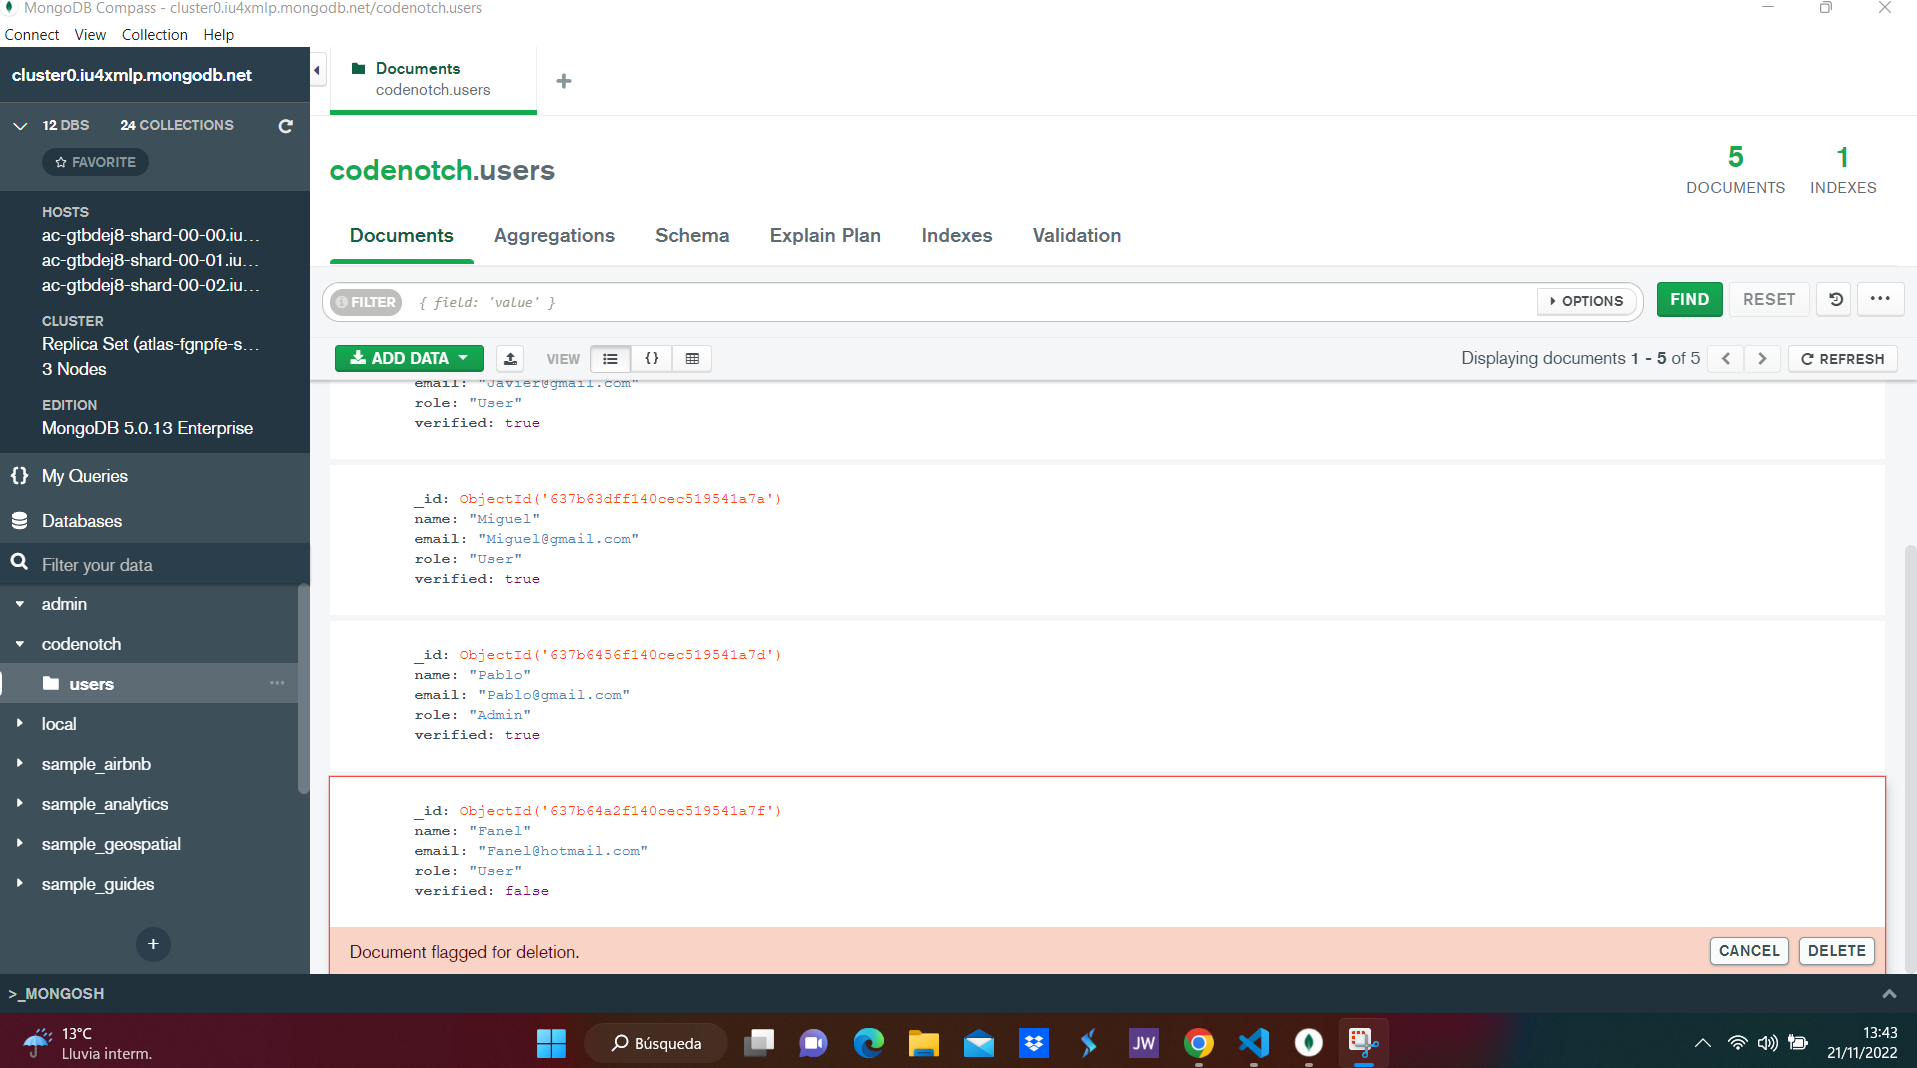 MongoDB Compass - cluster0.iu4xmlp.mongodb.net/codenotch.users
Connect View Collection Help
cluster0.iu4xmlp.mongodb.net
12 DBS 24 COLLECTIONS
FAVORITE
HOSTS
ac-gtbdej8-shard-00-00.iu...
ac-gtbdej8-shard-00-01.iu...
ac-gtbdej8-shard-00-02.iu...
CLUSTER
Replica Set (atlas-fgnpfe-s...
3 Nodes
EDITION
MongoDB 5.0.13 Enterprise
{} My Queries
Databases
Filter your data
admin
codenotch
users
local
sample_airbnb
sample_analytics
sample_geospatial
sample_guides
+
Documents
codenotch.users
+
codenotch.users
5
DOCUMENTS
1
INDEXES
Documents Aggregations Schema Explain Plan Indexes Validation
FILTER { field: 'value' } OPTIONS FIND RESET
ADD DATA VIEW {} Displaying documents 1 - 5 of 5 REFRESH
email: "Javier@gmail.com"
role: "User"
verified: true
_id: ObjectId('637b63dff140cec519541a7a')
name: "Miguel"
email: "Miguel@gmail.com"
role: "User"
verified: true
_id: ObjectId('637b6456f140cec519541a7d')
name: "Pablo"
email: "Pablo@gmail.com"
role: "Admin"
verified: true
_id: ObjectId('637b64a2f140cec519541a7f')
name: "Fanel"
email: "Fanel@hotmail.com"
role: "User"
verified: false
Document flagged for deletion. CANCEL DELETE
>_MONGOSH
13°C
Lluvia interm.
Búsqueda
JW
13:43
21/11/2022